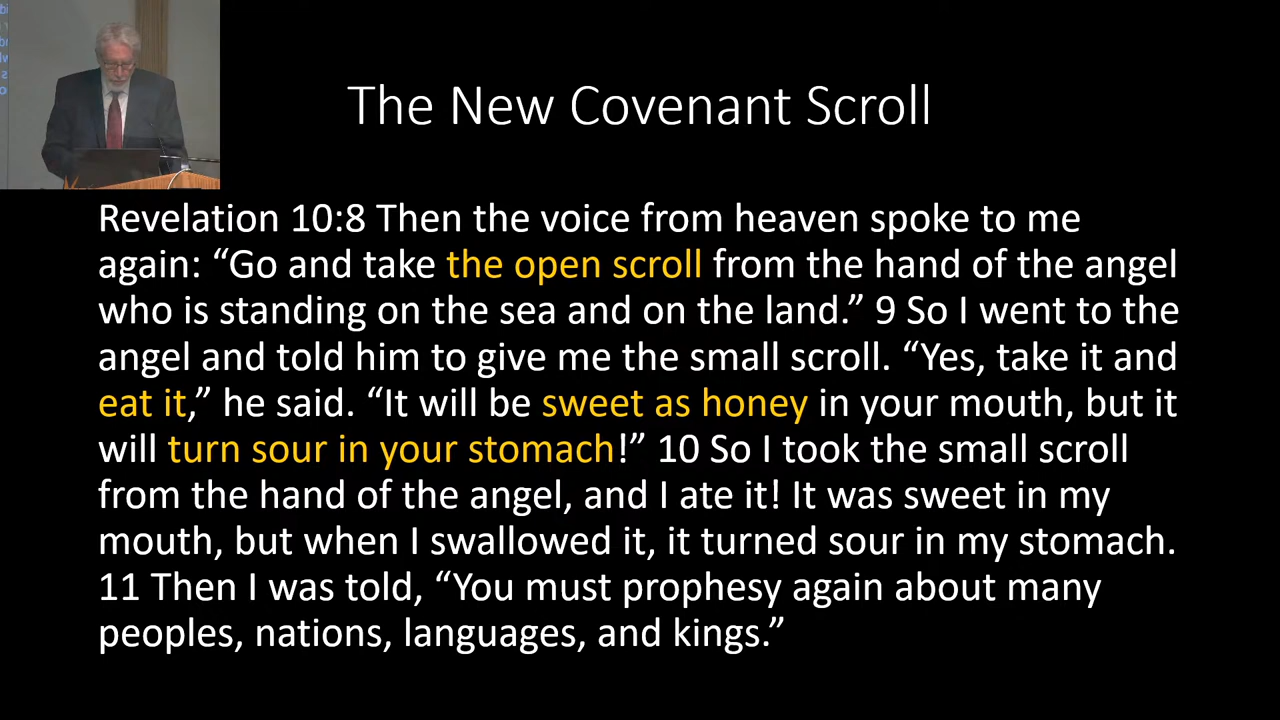 The New Covenant Scroll
Revelation 10:8 Then the voice from heaven spoke to me
again: “Go and take the open scroll from the hand of the angel
who is standing on the sea and on the land.” 9 So I went to the
angel and told him to give me the small scroll. “Yes, take it and
eat it,” he said. “It will be sweet as honey in your mouth, but it
will turn sour in your stomach!” 10 So I took the small scroll
from the hand of the angel, and I ate it! It was sweet in my
mouth, but when I swallowed it, it turned sour in my stomach.
11 Then I was told, “You must prophesy again about many
peoples, nations, languages, and kings.”